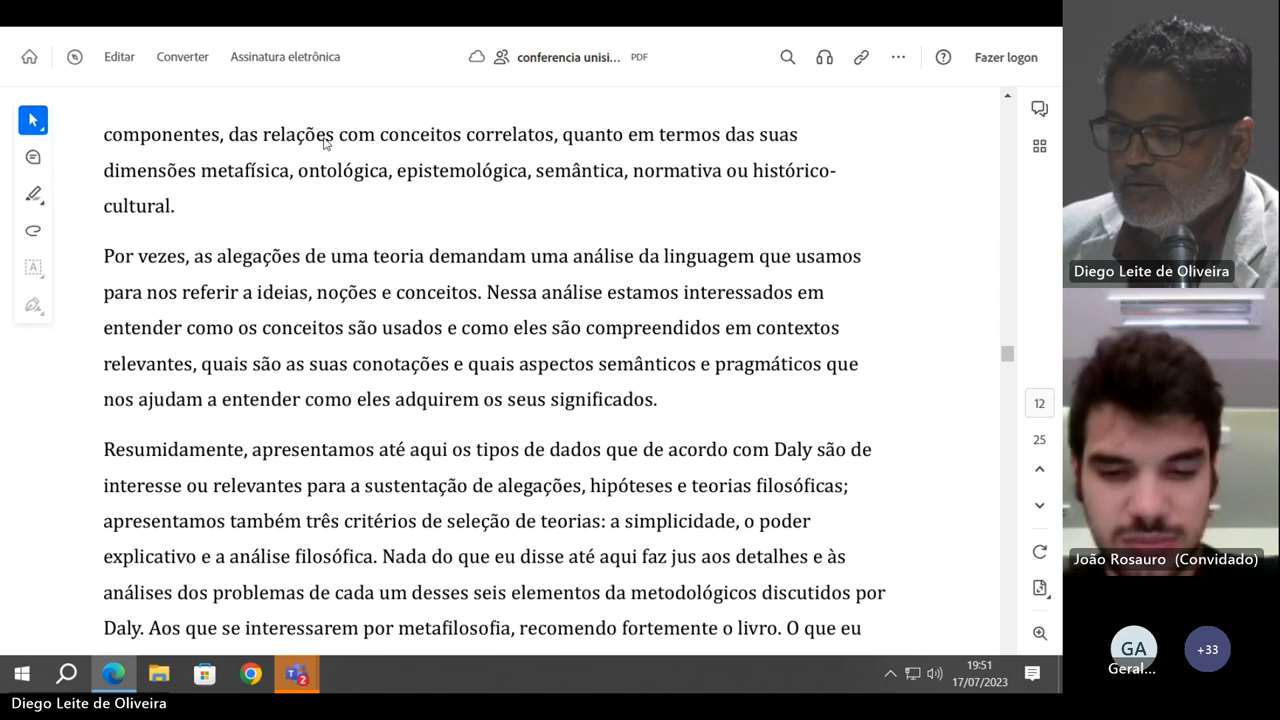 Editar
Converter
Assinatura eletrônica
conferencia unisi...
PDF
Fazer logon
componentes, das relações com conceitos correlatos, quanto em termos das suas
dimensões metafísica, ontológica, epistemológica, semântica, normativa ou histórico-
cultural.
Por vezes, as alegações de uma teoria demandam uma análise da linguagem que usamos
para nos referir a ideias, noções e conceitos. Nessa análise estamos interessados em
entender como os conceitos são usados e como eles são compreendidos em contextos
relevantes, quais são as suas conotações e quais aspectos semânticos e pragmáticos que
nos ajudam a entender como eles adquirem os seus significados.
Resumidamente, apresentamos até aqui os tipos de dados que de acordo com Daly são de
interesse ou relevantes para a sustentação de alegações, hipóteses e teorias filosóficas;
apresentamos também três critérios de seleção de teorias: a simplicidade, o poder
explicativo e a análise filosófica. Nada do que eu disse até aqui faz jus aos detalhes e às
análises dos problemas de cada um desses seis elementos da metodológicos discutidos por
Daly. Aos que se interessarem por metafilosofia, recomendo fortemente o livro. O que eu
12
25
Diego Leite de Oliveira
João Rosauro (Convidado)
GA
Geral...
+33
2
19:51
17/07/2023
Diego Leite de Oliveira